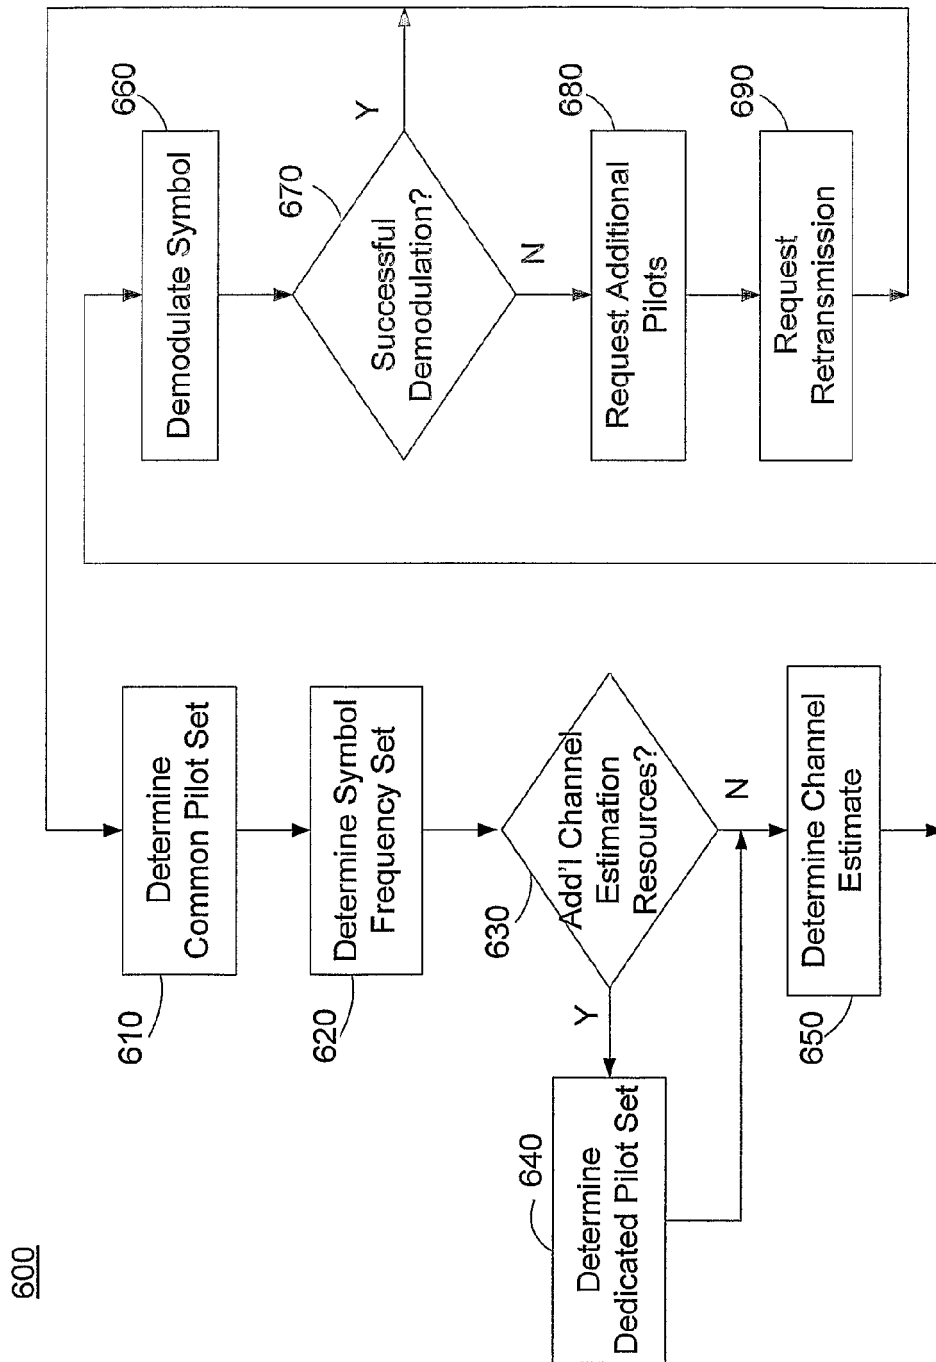 600
610
Determine
Common Pilot Set
620
Determine Symbol
Frequency Set
630
Add'l Channel
Estimation
Resources?
Y
N
640
Determine
Dedicated Pilot Set
650
Determine Channel
Estimate
660
Demodulate Symbol
670
Successful
Demodulation?
Y
N
680
Request Additional
Pilots
690
Request
Retransmission